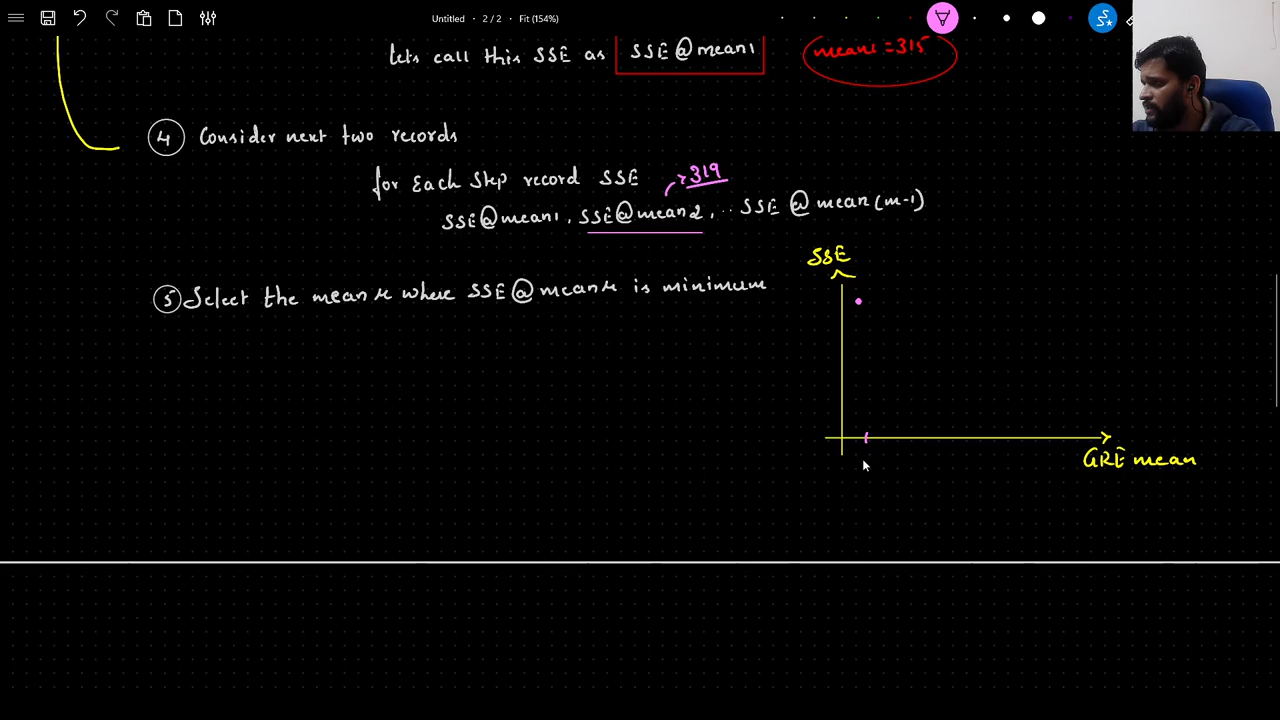 Untitled • 2 / 2 • Fit (154%)
lets call this SSE as SSE@mean1 mean1 = 315
4 Consider next two records
for Each Step record SSE 319
SSE@mean1, SSE@mean2, .. SSE @ mean(m-1)
SSE
5 Select the mean x where SSE@mean x is minimum
GRE mean